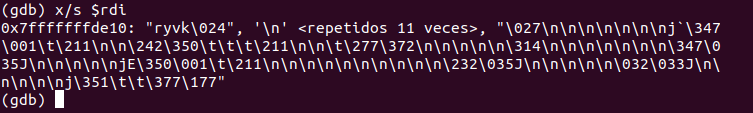 (gdb) x/s $rdi
0x7fffffffde10: "ryvk\024", '\n' <repetidos 11 veces>, "\027\n\n\n\n\n\n\nj`\347
\001\t\211\n\n\242\350\t\t\t\211\n\n\t\277\372\n\n\n\n\n\314\n\n\n\n\n\n\347\0
35J\n\n\n\n\njE\350\001\t\211\n\n\n\n\n\n\n\n\n\n\232\035J\n\n\n\n\n\032\033J\n\
n\n\n\nj\351\t\t\377\177"
(gdb)